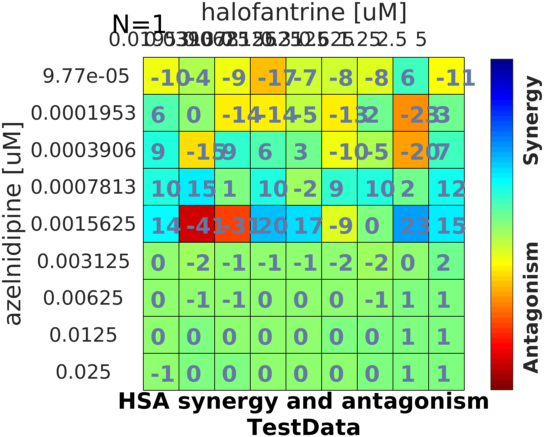 halofantrine [uM]
N=1
5
9.77e-05 -10 -4 -9 -17 -7 -8 -8 6 -11
0.0001953 6 0 -14 -14 -5 -13 2 -23 3
0.0003906 9 -15 9 6 3 -10 -5 -20 7
0.0007813 10 15 1 10 -2 9 10 2 12
0.0015625 14 -41 -31 20 17 -9 0 23 15
0.003125 0 -2 -1 -1 -1 -2 -2 0 2
0.00625 0 -1 -1 0 0 0 -1 1 1
0.0125 0 0 0 0 0 0 0 1 1
0.025 -1 0 0 0 0 0 0 1 1
azelnidipine [uM]
Synergy
Antagonism
HSA synergy and antagonism
TestData